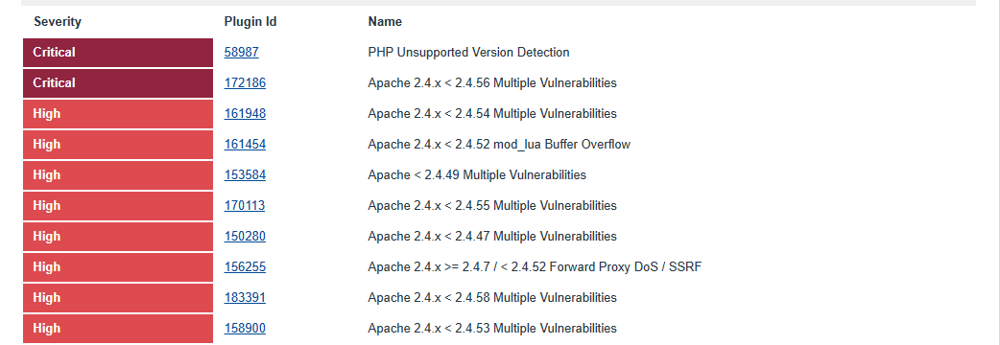 Severity Plugin Id Name
Critical 58987 PHP Unsupported Version Detection
Critical 172186 Apache 2.4.x < 2.4.56 Multiple Vulnerabilities
High 161948 Apache 2.4.x < 2.4.54 Multiple Vulnerabilities
High 161454 Apache 2.4.x < 2.4.52 mod_lua Buffer Overflow
High 153584 Apache < 2.4.49 Multiple Vulnerabilities
High 170113 Apache 2.4.x < 2.4.55 Multiple Vulnerabilities
High 150280 Apache 2.4.x < 2.4.47 Multiple Vulnerabilities
High 156255 Apache 2.4.x >= 2.4.7 / < 2.4.52 Forward Proxy DoS / SSRF
High 183391 Apache 2.4.x < 2.4.58 Multiple Vulnerabilities
High 158900 Apache 2.4.x < 2.4.53 Multiple Vulnerabilities